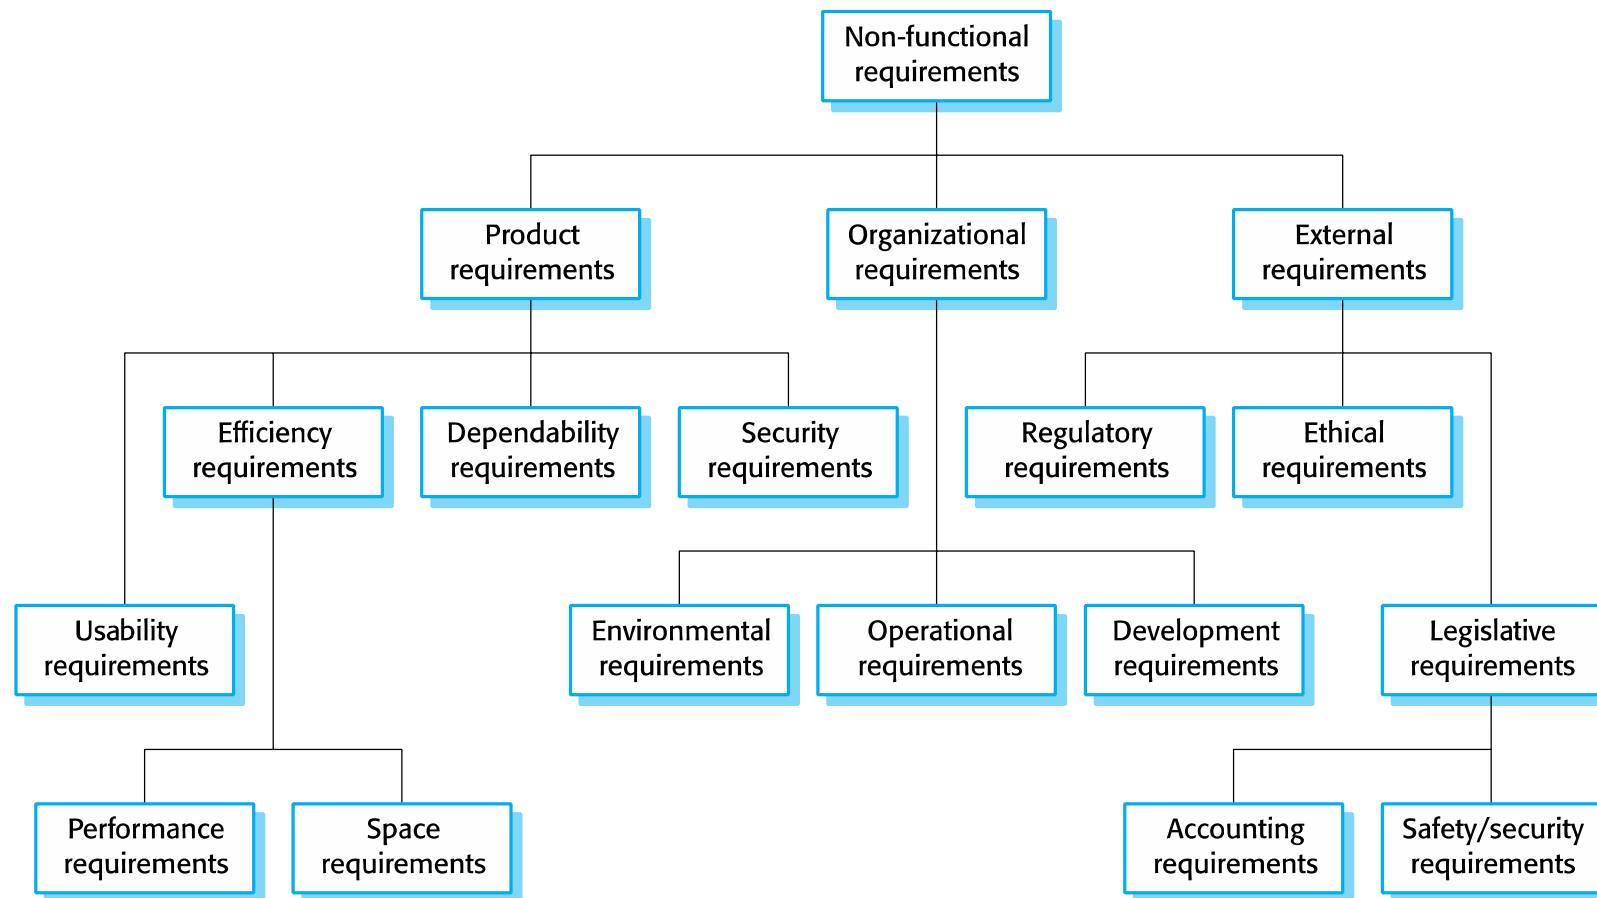 Non-functional
requirements
Product
requirements
Organizational
requirements
External
requirements
Efficiency
requirements
Dependability
requirements
Security
requirements
Regulatory
requirements
Ethical
requirements
Usability
requirements
Environmental
requirements
Operational
requirements
Development
requirements
Legislative
requirements
Performance
requirements
Space
requirements
Accounting
requirements
Safety/security
requirements